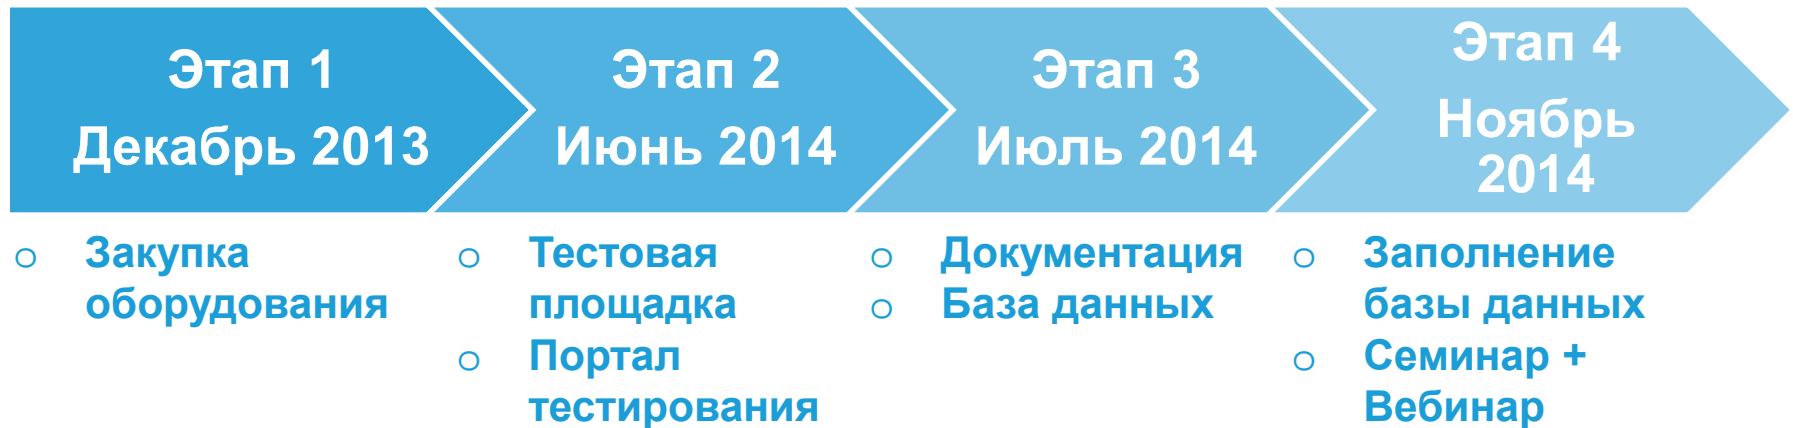 Этап 1
Декабрь 2013
Этап 2
Июнь 2014
Этап 3
Июль 2014
Этап 4
Ноябрь
2014
o Закупка
оборудования
o Тестовая
площадка
o Портал
тестирования
o Документация
o База данных
o Заполнение
базы данных
o Семинар +
Вебинар